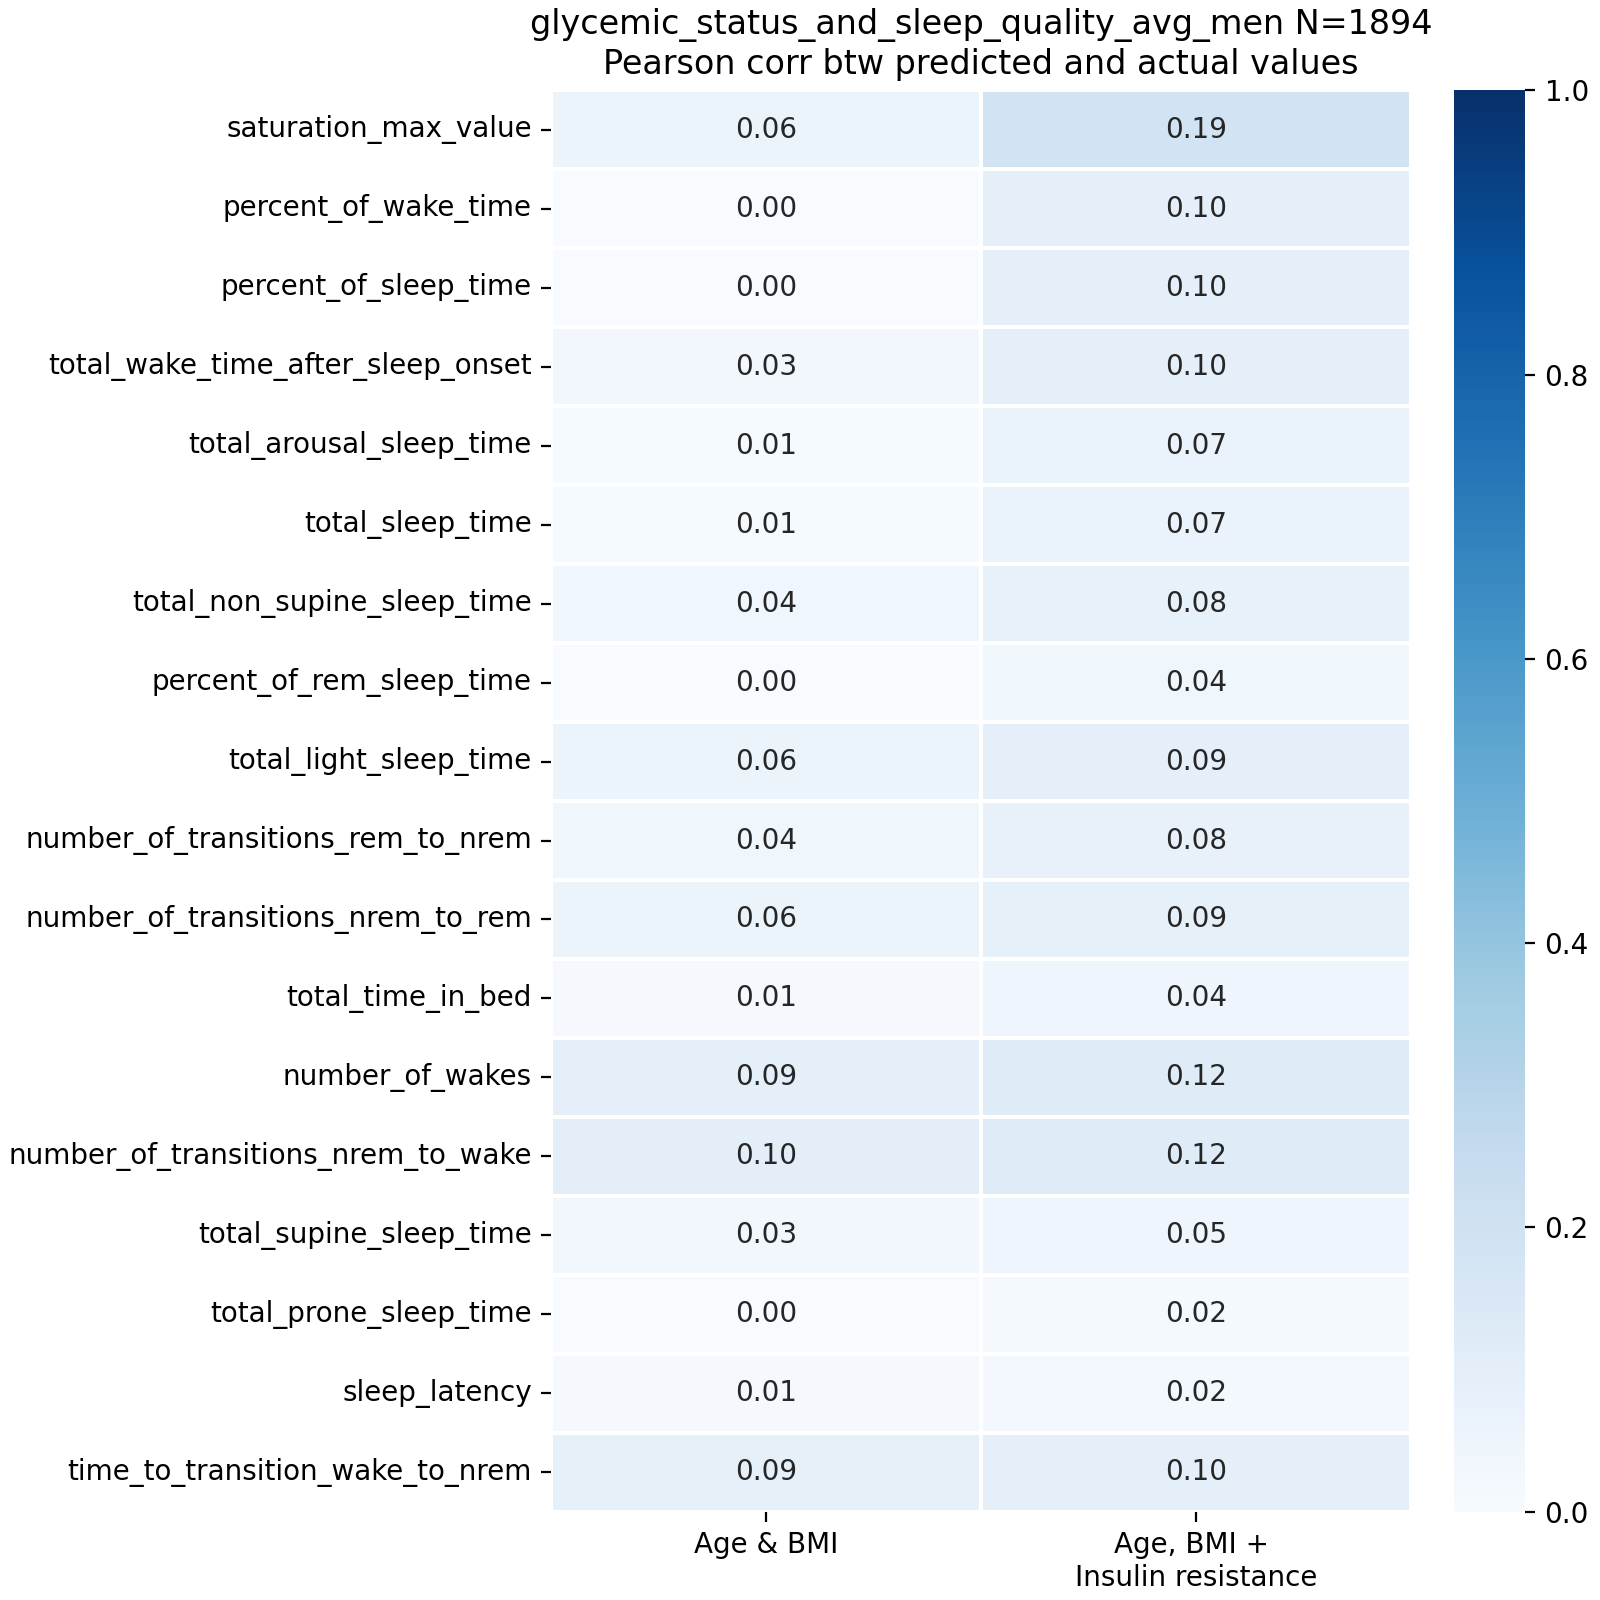 glycemic_status_and_sleep_quality_avg_men N=1894
Pearson corr btw predicted and actual values
saturation_max_value 0.06 0.19
percent_of_wake_time 0.00 0.10
percent_of_sleep_time 0.00 0.10
total_wake_time_after_sleep_onset 0.03 0.10
total_arousal_sleep_time 0.01 0.07
total_sleep_time 0.01 0.07
total_non_supine_sleep_time 0.04 0.08
percent_of_rem_sleep_time 0.00 0.04
total_light_sleep_time 0.06 0.09
number_of_transitions_rem_to_nrem 0.04 0.08
number_of_transitions_nrem_to_rem 0.06 0.09
total_time_in_bed 0.01 0.04
number_of_wakes 0.09 0.12
number_of_transitions_nrem_to_wake 0.10 0.12
total_supine_sleep_time 0.03 0.05
total_prone_sleep_time 0.00 0.02
sleep_latency 0.01 0.02
time_to_transition_wake_to_nrem 0.09 0.10
Age & BMI
Age, BMI +
Insulin resistance
1.0
0.8
0.6
0.4
0.2
0.0